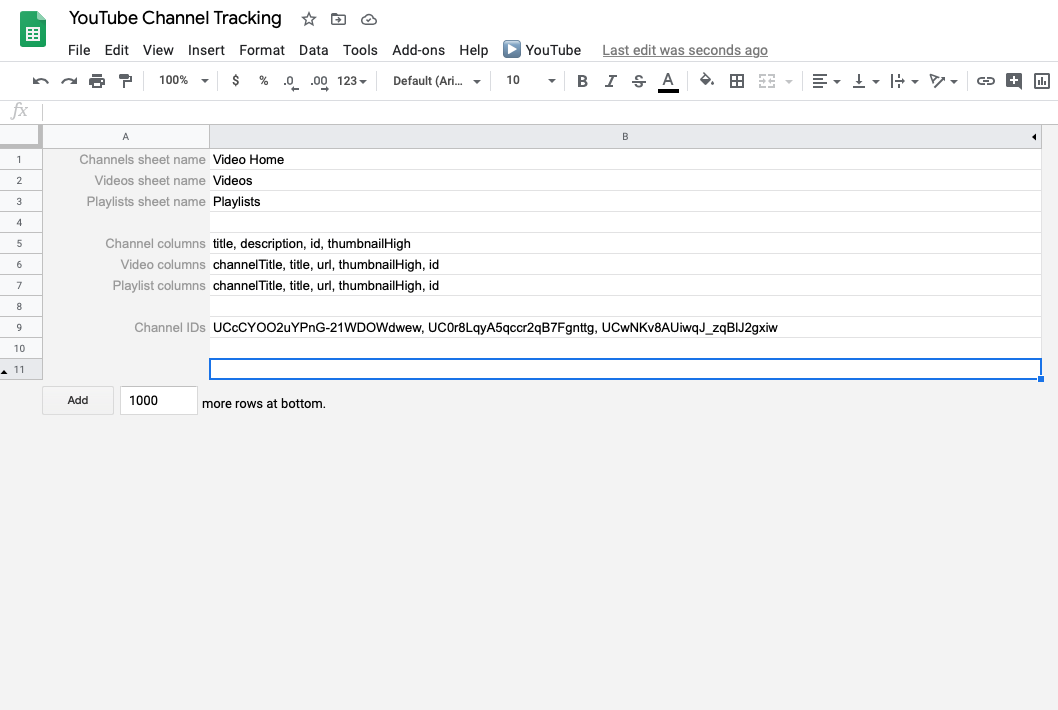 YouTube Channel Tracking
File Edit View Insert Format Data Tools Add-ons Help YouTube Last edit was seconds ago
100% $ % .0 .00 123 Default (Ari... 10 B I S A
fx
A B
1 Channels sheet name Video Home
2 Videos sheet name Videos
3 Playlists sheet name Playlists
4
5 Channel columns title, description, id, thumbnailHigh
6 Video columns channelTitle, title, url, thumbnailHigh, id
7 Playlist columns channelTitle, title, url, thumbnailHigh, id
8
9 Channel IDs UCcCYOO2uYPnG-21WDOWdwew, UC0r8LqyA5qccr2qB7Fgnttg, UCwNKv8AUiwqJ_zqBlJ2gxiw
10
11
Add 1000 more rows at bottom.